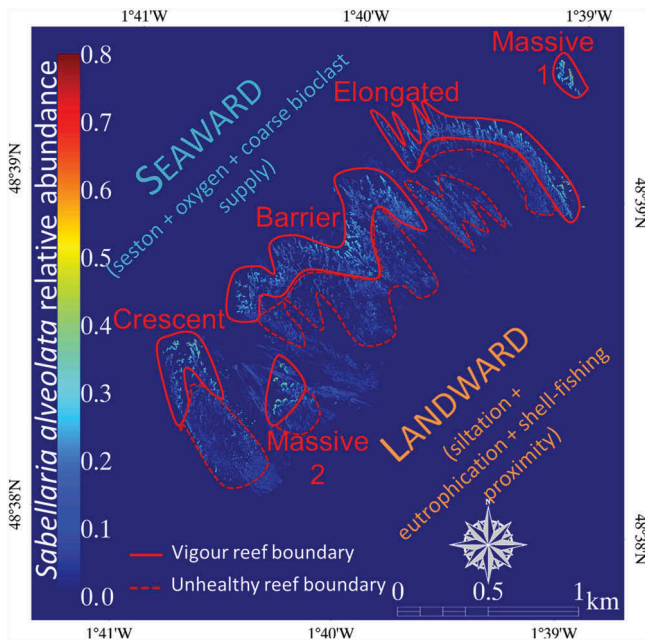 1°41'W 1°40'W 1°39'W
Massive
1
Elongated
SEAWARD
(seston + oxygen + coarse bioclast
supply)
Barrier
Crescent
Massive
2
LANDWARD
(siltation +
eutrophication + shell-fishing
proximity)
0.8
0.7
0.6
0.5
0.4
0.3
0.2
0.1
0.0
Sabellaria alveolata relative abundance
48°39'N
48°38'N
48°39'N
48°38'N
N
Vigour reef boundary
Unhealthy reef boundary
0 0.5 1
km
1°41'W 1°40'W 1°39'W